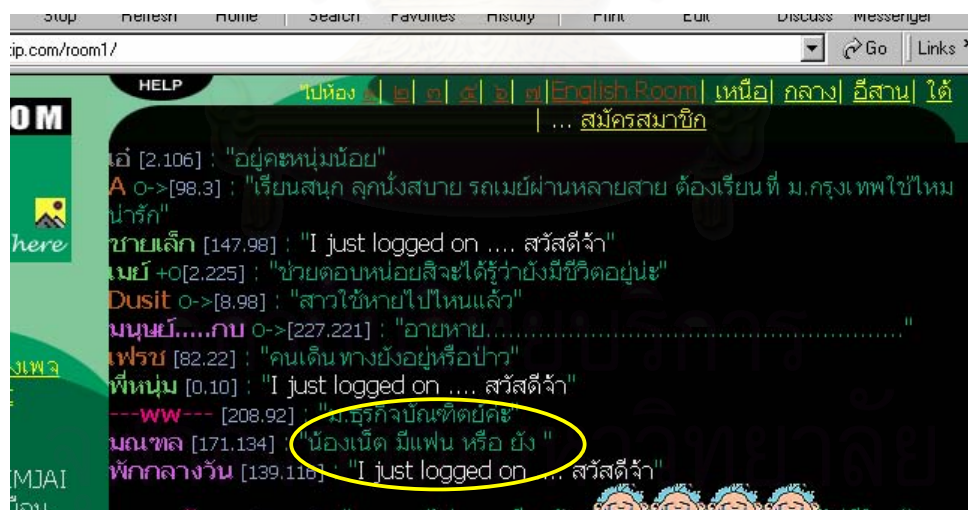 Stop Refresh Home Search Favorites History Print Edit Discuss Messenger
tip.com/room1/ Go Links
HELP ไปห้อง ๑| ๒| ๓| ๔| ๖| ๗|English Room| เหนือ| กลาง| อีสาน| ใต้
OM | ... สมัครสมาชิก
เอ๋ [2.106] : "อยู่คะหนุ่มน้อย"
A o->[98.3] : "เรียนสนุก ลุกนั่งสบาย รถเมย์ผ่านหลายสาย ต้องเรียนที่ ม.กรุงเทพใช่ไหม
น่ารัก"
here
ชายเล็ก [147.98] : "I just logged on .... สวัสดีจ้า"
เมย์ +o[2.225] : "ช่วยตอบหน่อยสิจะได้รู้ว่ายังมีชีวิตอยู่น่ะ"
Dusit o->[8.98] : "สาวใช้หายไปไหนแล้ว"
มนุษย์.....กบ o->[227.221] : "อายหาย......................................................................"
เฟรช [82.22] : "คนเดินทางยังอยู่หรือป่าว"
พี่หนุ่ม [0.10] : "I just logged on .... สวัสดีจ้า"
---ww--- [208.92] : "ม.ธุรกิจบัณฑิตย์ค่ะ"
มณฑล [171.134] : "น้องเน็ต มีแฟน หรือ ยัง "
พักกลางวัน [139.116] : "I just logged on .... สวัสดีจ้า"
MJAI